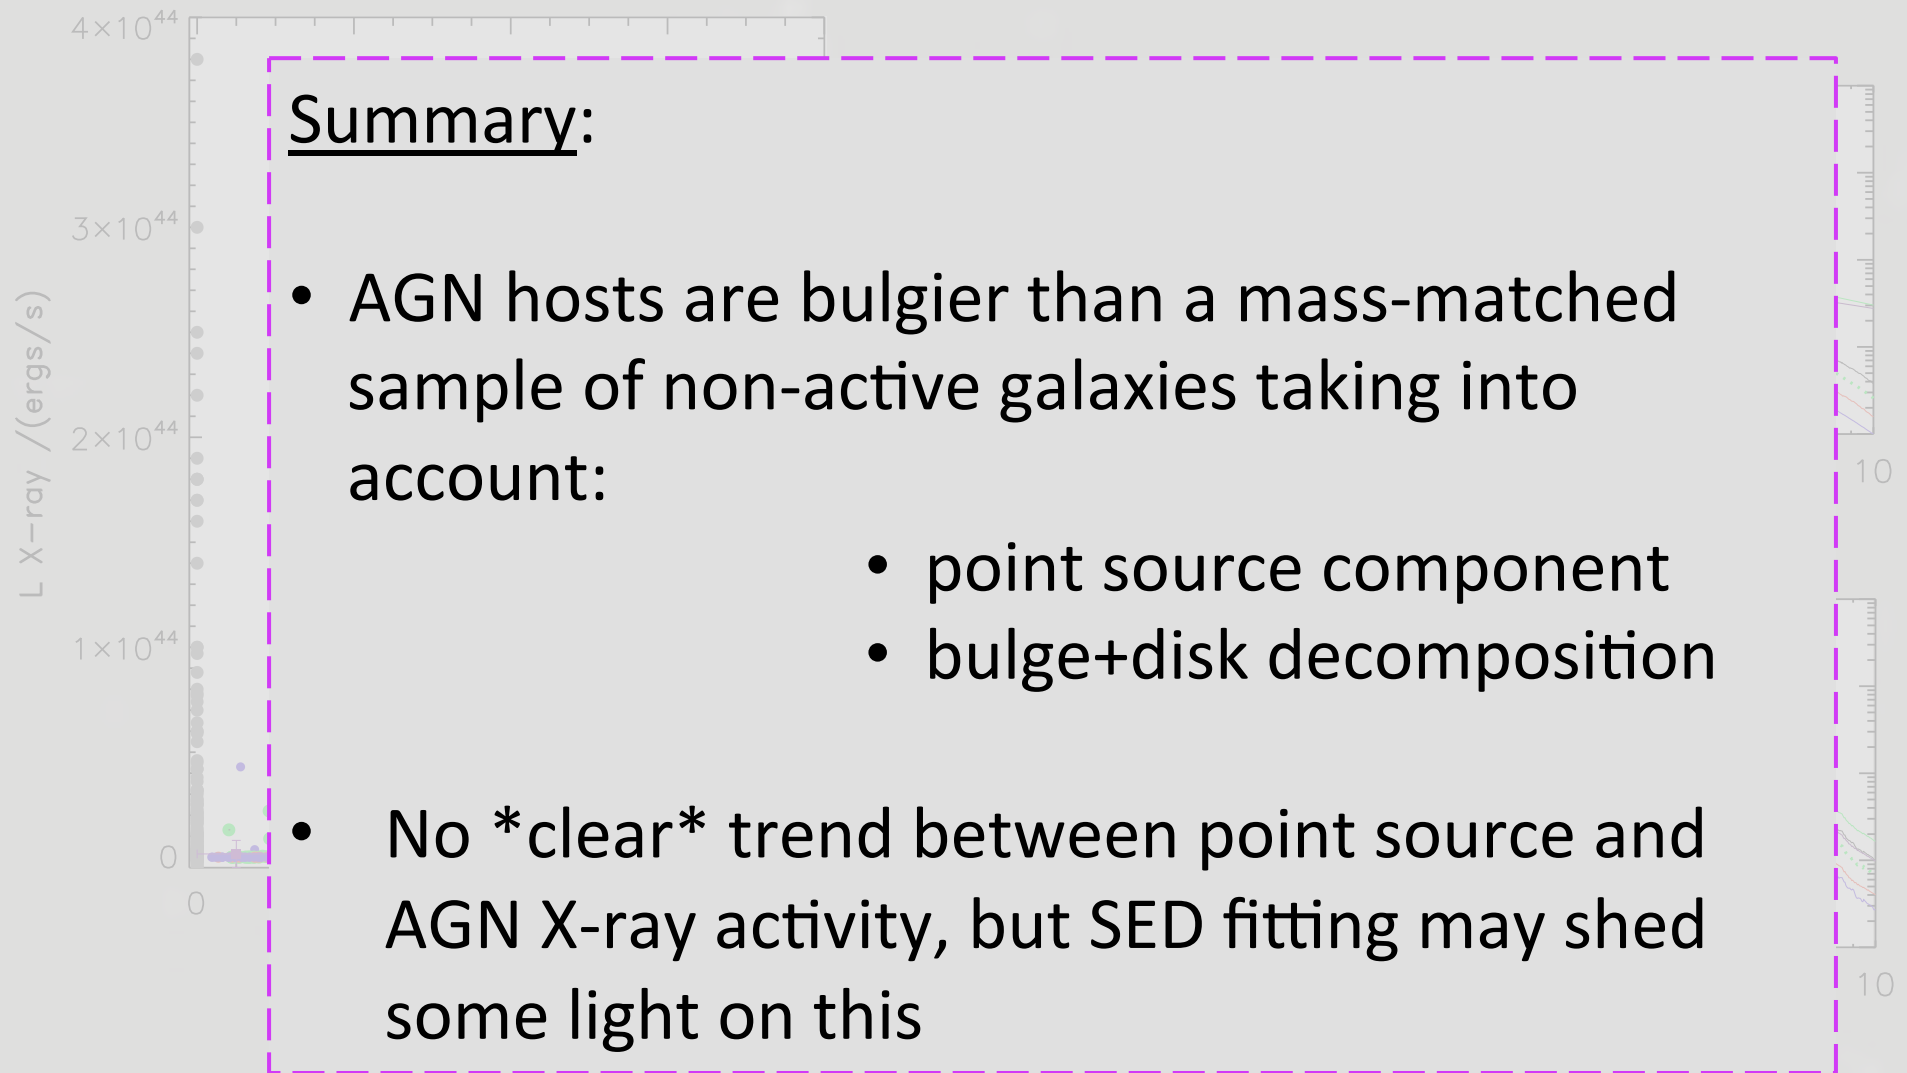 4×10⁴⁴
Summary:
3×10⁴⁴
• AGN hosts are bulgier than a mass-matched
sample of non-active galaxies taking into
account:
2×10⁴⁴
10
L X-ray /(ergs/s)
• point source component
• bulge+disk decomposition
1×10⁴⁴
• No *clear* trend between point source and
AGN X-ray activity, but SED fitting may shed
some light on this
0
0
10